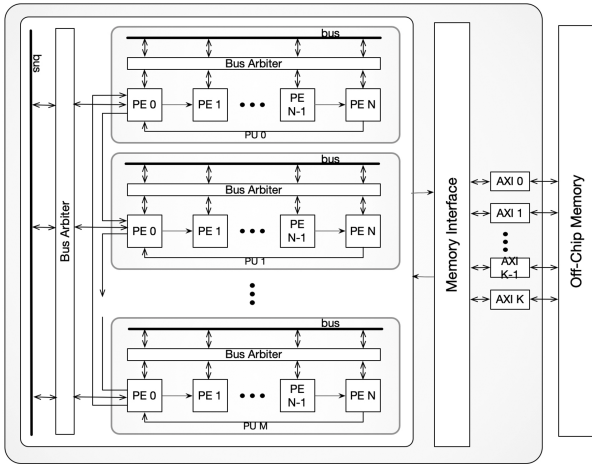 bus
Bus Arbiter
bus
Bus Arbiter
PE 0
PE 1
PE
N-1
PE N
PU 0
bus
Bus Arbiter
PE 0
PE 1
PE
N-1
PE N
PU 1
bus
Bus Arbiter
PE 0
PE 1
PE
N-1
PE N
PU M
Memory Interface
AXI 0
AXI 1
AXI
K-1
AXI K
Off-Chip Memory